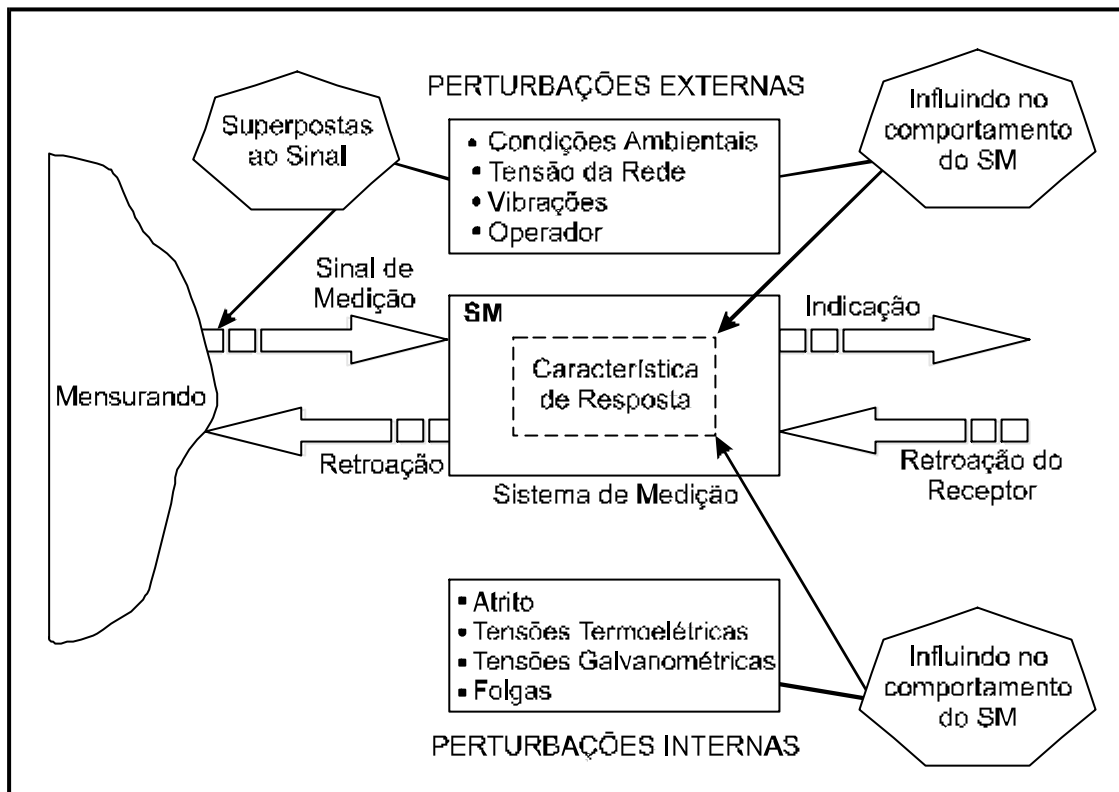 PERTURBAÇÕES EXTERNAS
Superpostas
ao Sinal
• Condições Ambientais
• Tensão da Rede
• Vibrações
• Operador
Influindo no
comportamento
do SM
Sinal de
Medição
SM
Característica
de Resposta
Indicação
Mensurando
Retroação
Sistema de Medição
Retroação do
Receptor
▪ Atrito
▪ Tensões Termoelétricas
▪ Tensões Galvanométricas
▪ Folgas
Influindo no
comportamento
do SM
PERTURBAÇÕES INTERNAS